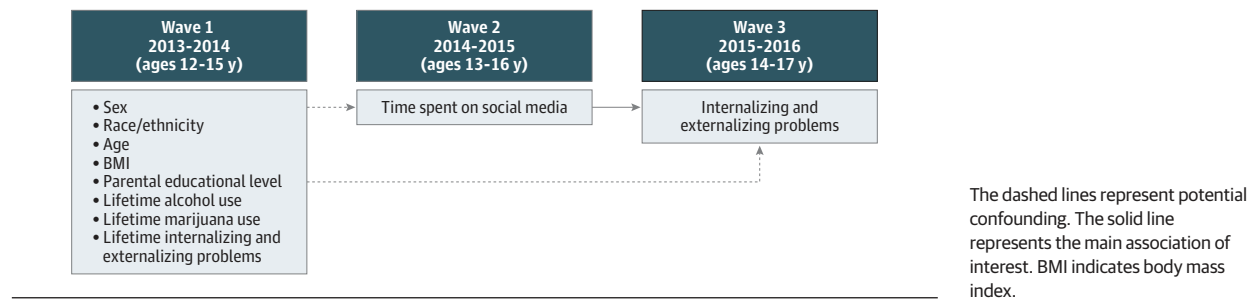 Wave 1
2013-2014
(ages 12-15 y)
• Sex
• Race/ethnicity
• Age
• BMI
• Parental educational level
• Lifetime alcohol use
• Lifetime marijuana use
• Lifetime internalizing and
externalizing problems
Wave 2
2014-2015
(ages 13-16 y)
Time spent on social media
Wave 3
2015-2016
(ages 14-17 y)
Internalizing and
externalizing problems
The dashed lines represent potential
confounding. The solid line
represents the main association of
interest. BMI indicates body mass
index.